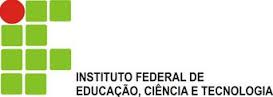 INSTITUTO FEDERAL DE
EDUCAÇÃO, CIÊNCIA E TECNOLOGIA